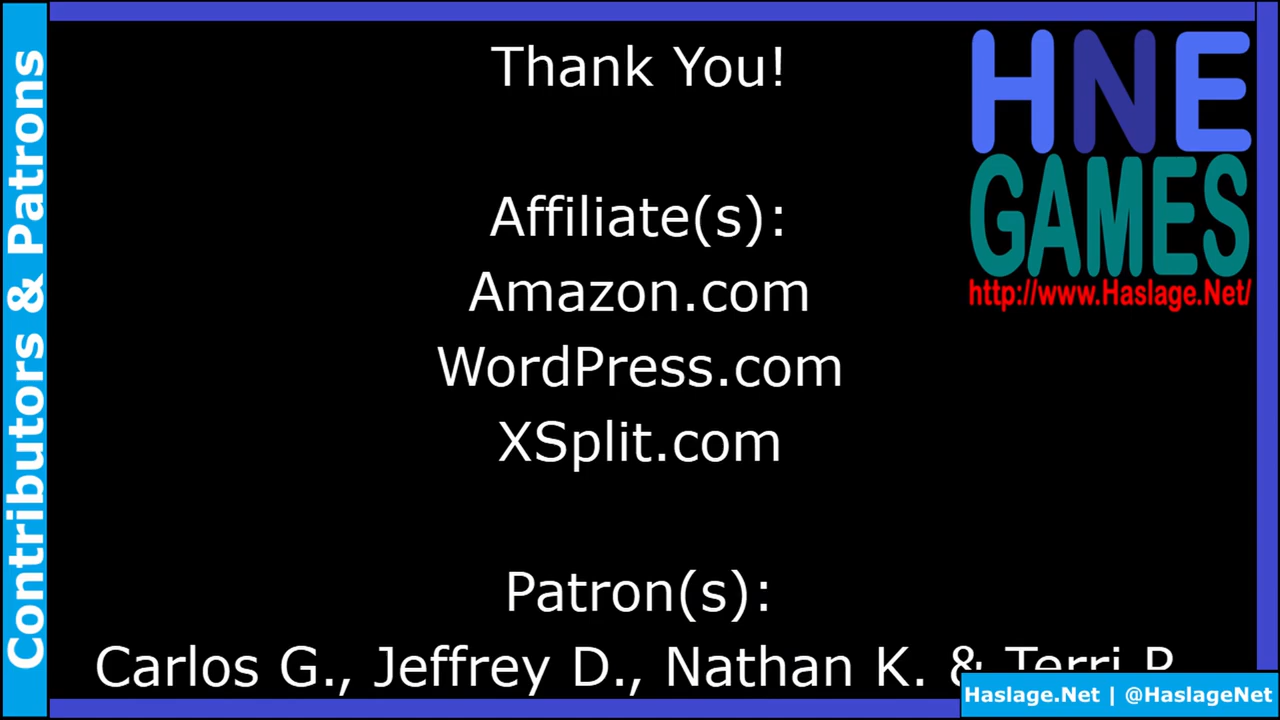 Contributors & Patrons
Thank You!
Affiliate(s):
Amazon.com
WordPress.com
XSplit.com
Patron(s):
Carlos G., Jeffrey D., Nathan K. & Terri
HNE
GAMES
http://www.Haslage.Net/
Haslage.Net | @HaslageNet